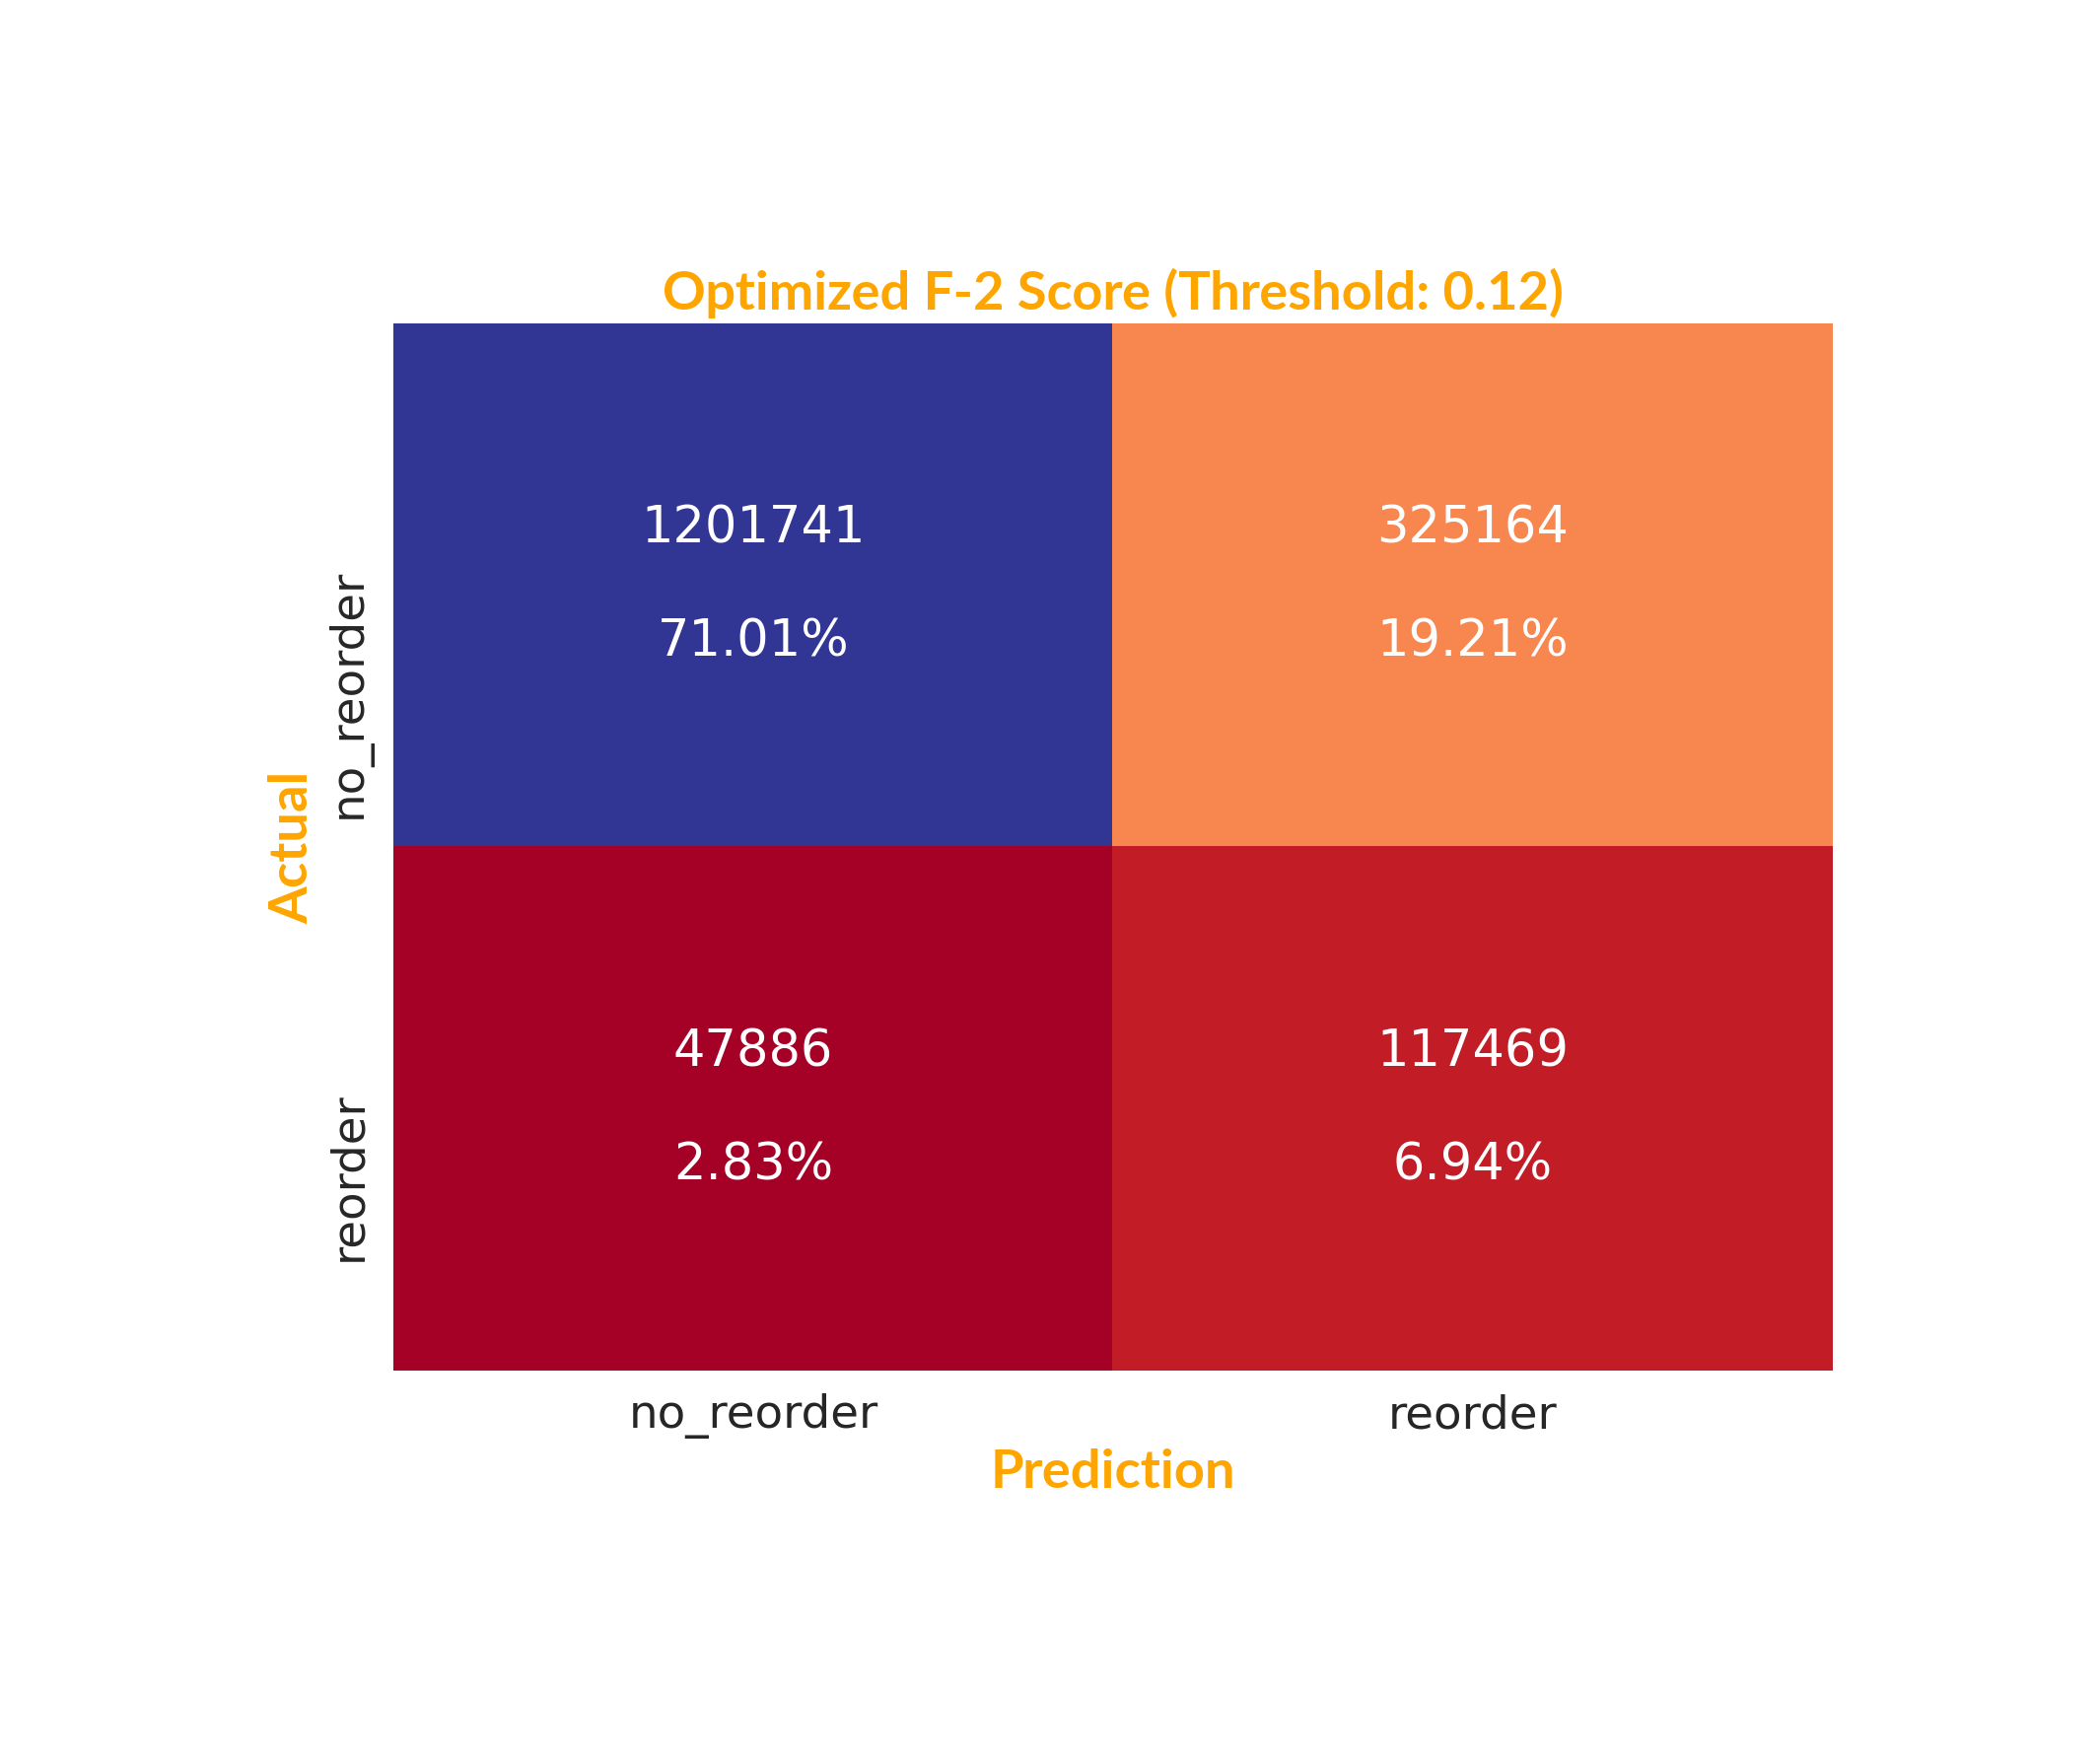 Optimized F-2 Score (Threshold: 0.12)
Actual
no_reorder
1201741
325164
71.01%
19.21%
reorder
47886
117469
2.83%
6.94%
no_reorder
reorder
Prediction